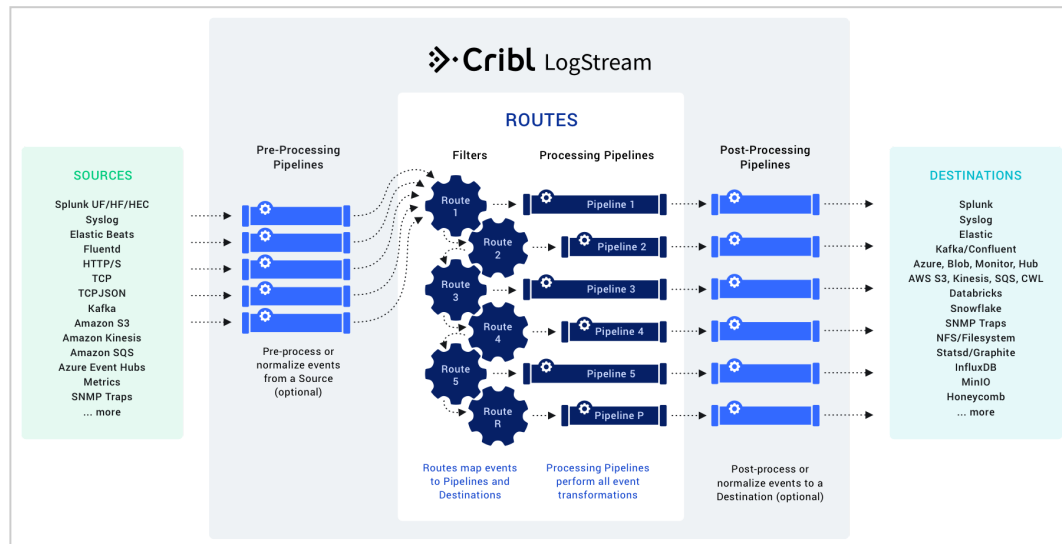 Cribl LogStream
ROUTES
Pre-Processing
Pipelines
Filters
Processing Pipelines
Post-Processing
Pipelines
SOURCES
Splunk UF/HF/HEC
Syslog
Elastic Beats
Fluentd
HTTP/S
TCP
TCPJSON
Kafka
Amazon S3
Amazon Kinesis
Amazon SQS
Azure Event Hubs
Metrics
SNMP Traps
... more
Pre-process or
normalize events
from a Source
(optional)
Route
1
Route
2
Route
3
Route
4
Route
5
Route
R
Pipeline 1
Pipeline 2
Pipeline 3
Pipeline 4
Pipeline 5
Pipeline P
Routes map events
to Pipelines and
Destinations
Processing Pipelines
perform all event
transformations
Post-process or
normalize events to a
Destination (optional)
DESTINATIONS
Splunk
Syslog
Elastic
Kafka/Confluent
Azure, Blob, Monitor, Hub
AWS S3, Kinesis, SQS, CWL
Databricks
Snowflake
SNMP Traps
NFS/Filesystem
Statsd/Graphite
InfluxDB
MinIO
Honeycomb
... more